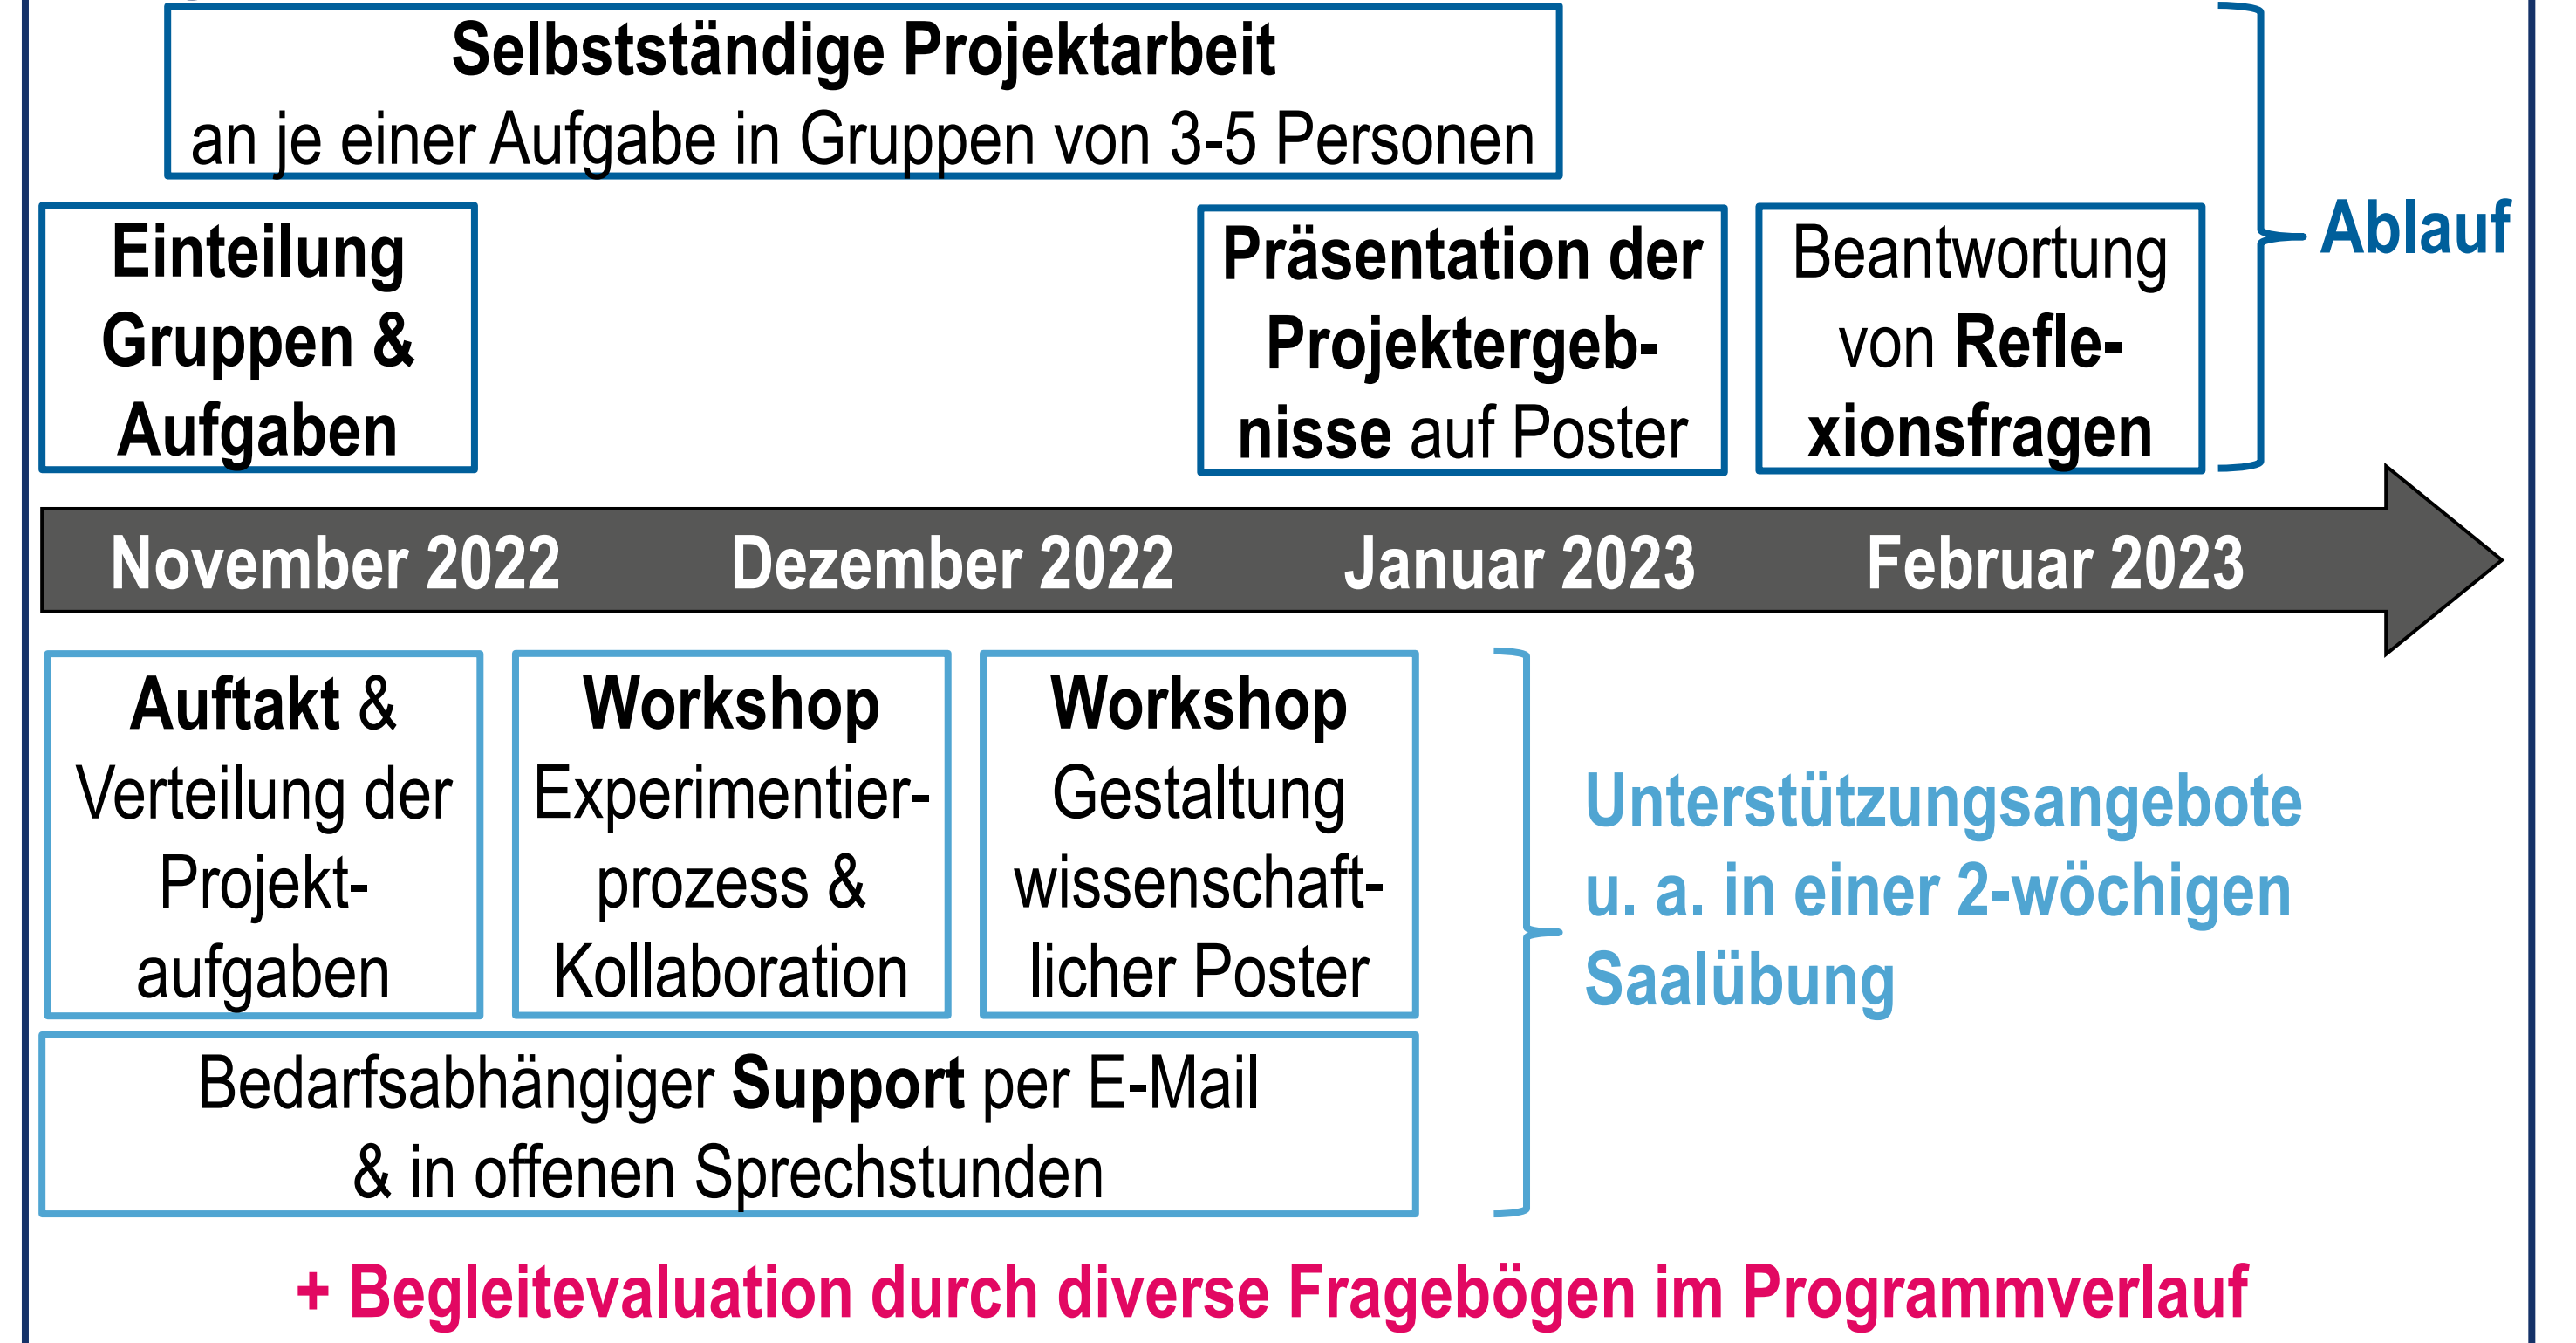 Selbstständige Projektarbeit
an je einer Aufgabe in Gruppen von 3-5 Personen
Einteilung
Gruppen &
Aufgaben
Präsentation der
Projektergeb-
nisse auf Poster
Beantwortung
von Refle-
xionsfragen
Ablauf
November 2022
Dezember 2022
Januar 2023
Februar 2023
Auftakt &
Verteilung der
Projekt-
aufgaben
Workshop
Experimentier-
prozess &
Kollaboration
Workshop
Gestaltung
wissenschaft-
licher Poster
Unterstützungsangebote
u. a. in einer 2-wöchigen
Saalübung
Bedarfsabhängiger Support per E-Mail
& in offenen Sprechstunden
+ Begleitevaluation durch diverse Fragebögen im Programmverlauf